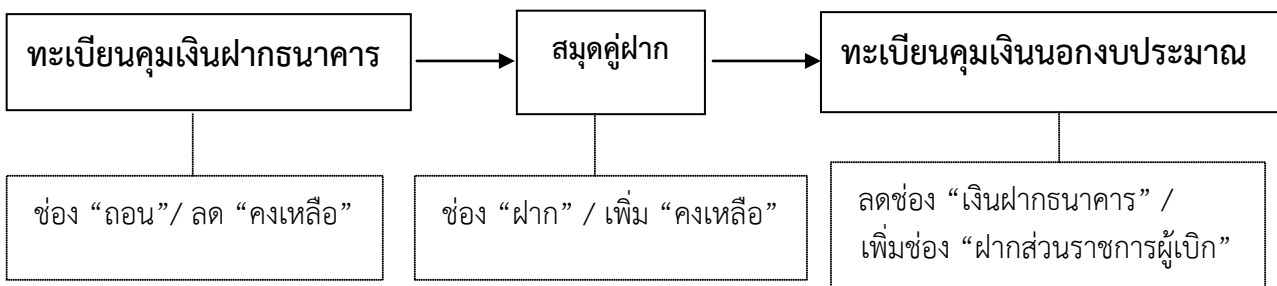 ทะเบียนคุมเงินฝากธนาคาร
สมุดคู่ฝาก
ทะเบียนคุมเงินนอกงบประมาณ
ช่อง “ถอน”/ ลด “คงเหลือ”
ช่อง “ฝาก” / เพิ่ม “คงเหลือ”
ลดช่อง “เงินฝากธนาคาร” /
เพิ่มช่อง “ฝากส่วนราชการผู้เบิก”